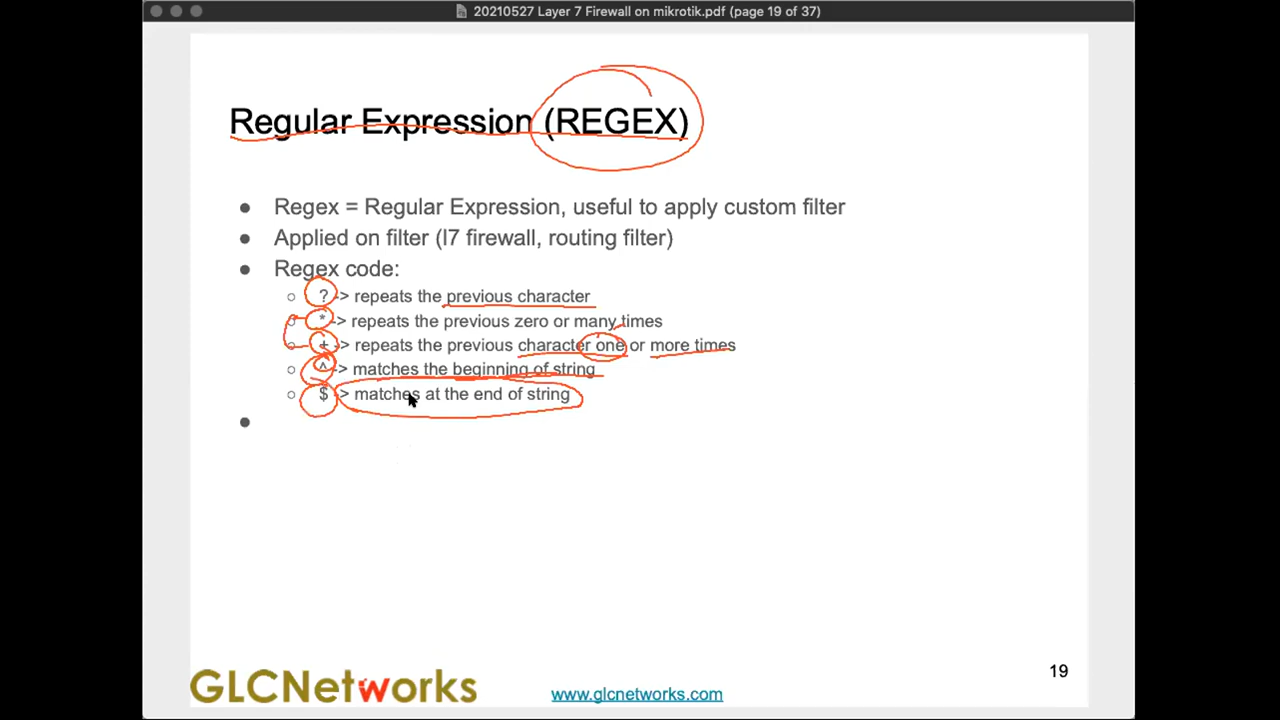 20210527 Layer 7 Firewall on mikrotik.pdf (page 19 of 37)
Regular Expression (REGEX)
● Regex = Regular Expression, useful to apply custom filter
● Applied on filter (l7 firewall, routing filter)
● Regex code:
○ ? -> repeats the previous character
○ * -> repeats the previous zero or many times
○ + -> repeats the previous character one or more times
○ ^ -> matches the beginning of string
○ $ -> matches at the end of string
●
19
GLCNetworks
www.glcnetworks.com